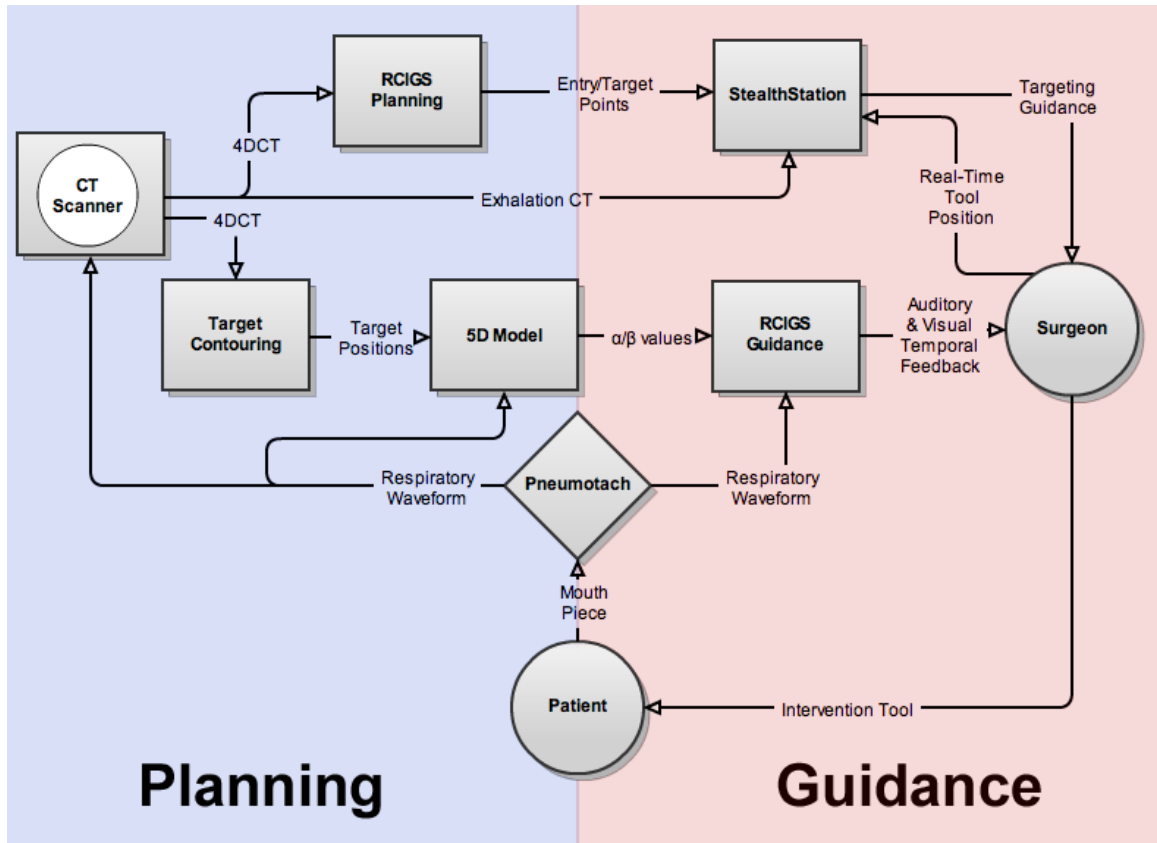 RCIGS
Planning
Entry/Target
Points
StealthStation
Targeting
Guidance
4DCT
CT
Scanner
Exhalation CT
Real-Time
Tool
Position
4DCT
Target
Contouring
Target
Positions
5D Model
α/β values
RCIGS
Guidance
Auditory
& Visual
Temporal
Feedback
Surgeon
Respiratory
Waveform
Pneumotach
Respiratory
Waveform
Mouth
Piece
Patient
Intervention Tool
Planning
Guidance